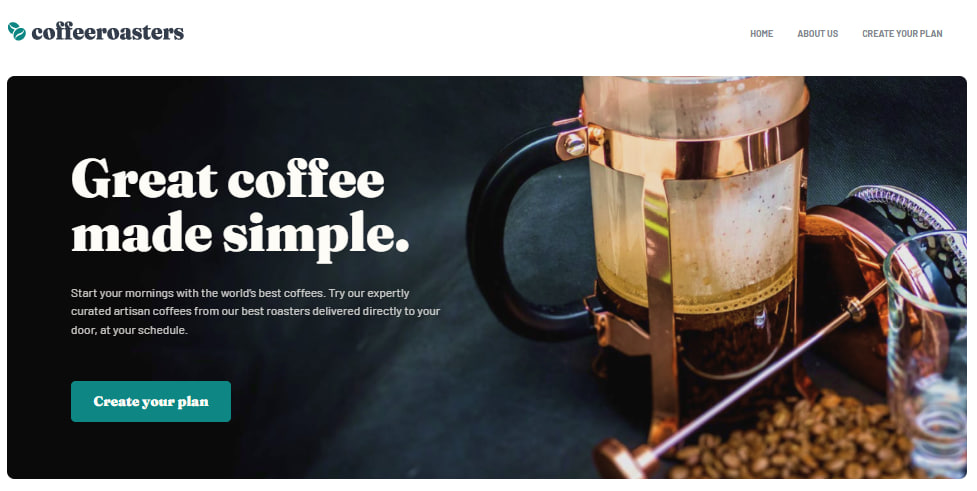 coffeeroasters
HOME
ABOUT US
CREATE YOUR PLAN
Great coffee
made simple.
Start your mornings with the world's best coffees. Try our expertly
curated artisan coffees from our best roasters delivered directly to your
door, at your schedule.
Create your plan